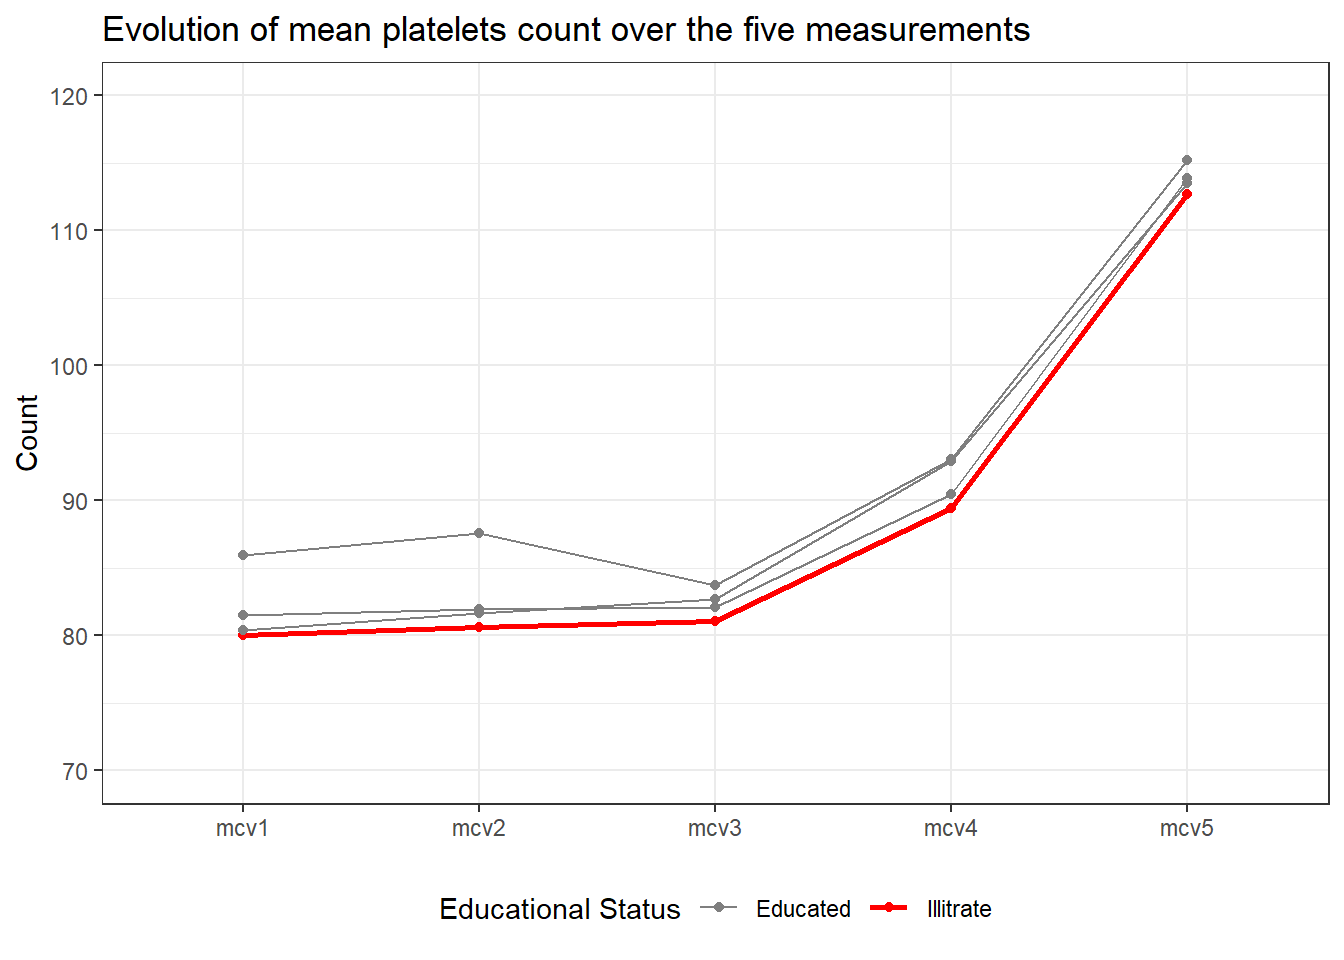 Evolution of mean platelets count over the five measurements
120
110
100
90
80
70
Count
mcv1 mcv2 mcv3 mcv4 mcv5
Educational Status Educated Illitrate